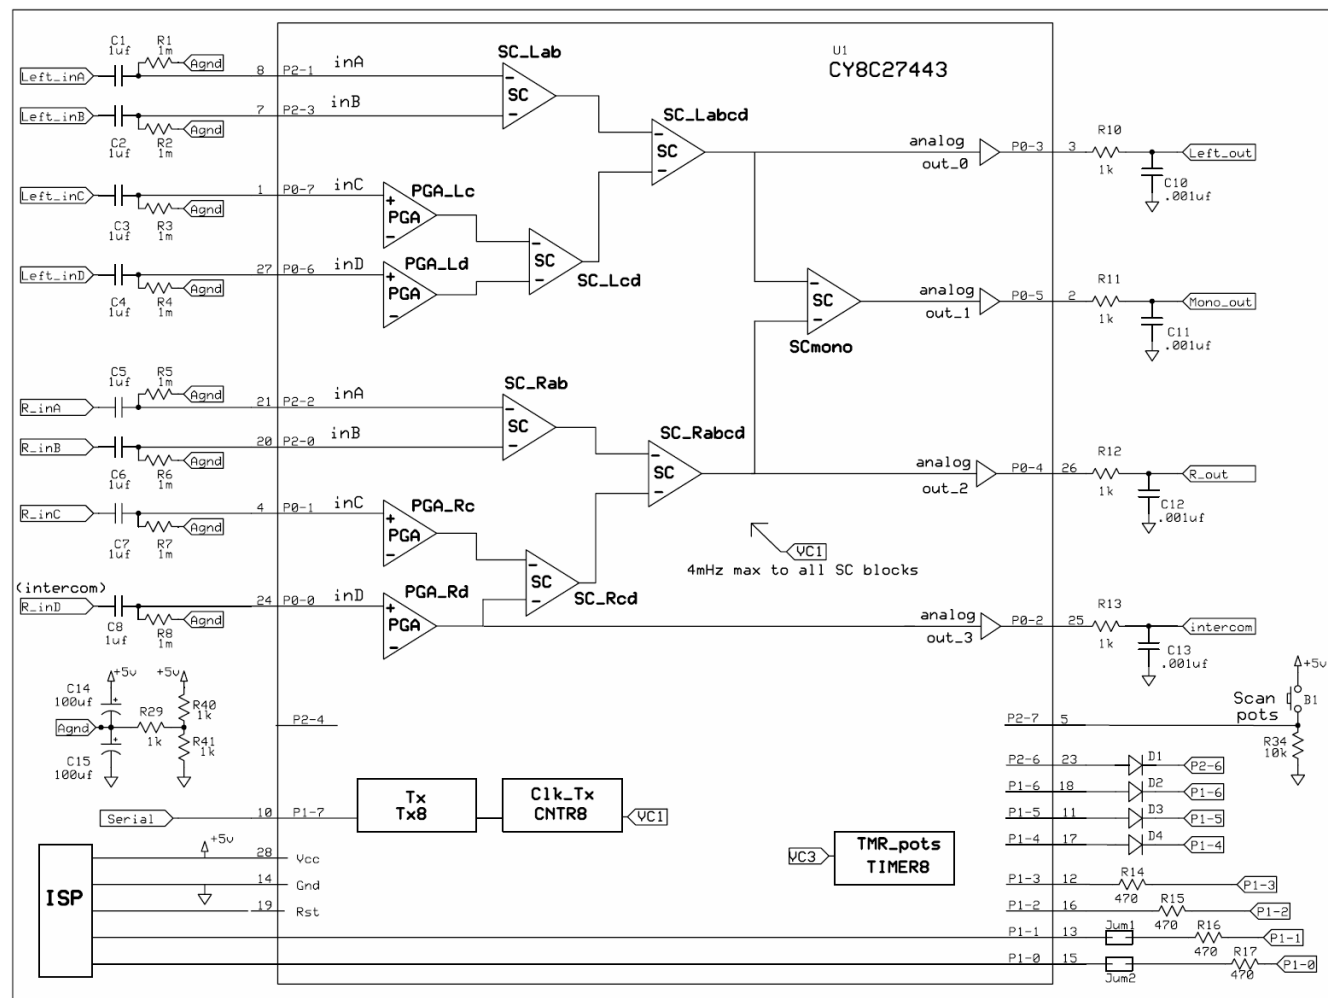 U1
CY8C27443
C1
1uf
R1
1m
Agnd
Left_inA
8 P2-1 inA
SC_Lab
SC
Left_inB
7 P2-3 inB
C2
1uf
R2
1m
Agnd
SC_Labcd
SC
analog
out_0
P0-3 3
R10
1k
Left_out
C10
.001uf
Left_inC
1 P0-7 inC
C3
1uf
R3
1m
Agnd
PGA_Lc
PGA
Left_inD
27 P0-6 inD
C4
1uf
R4
1m
Agnd
PGA_Ld
PGA
SC
SC_Lcd
SC
SCmono
analog
out_1
P0-5 2
R11
1k
Mono_out
C11
.001uf
C5
1uf
R5
1m
Agnd
R_inA
21 P2-2 inA
SC_Rab
SC
R_inB
20 P2-0 inB
C6
1uf
R6
1m
Agnd
SC_Rabcd
SC
analog
out_2
P0-4 26
R12
1k
R_out
C12
.001uf
R_inC
4 P0-1 inC
C7
1uf
R7
1m
Agnd
PGA_Rc
PGA
VC1
4mHz max to all SC blocks
(intercom)
R_inD
24 P0-0 inD
C8
1uf
R8
1m
Agnd
PGA_Rd
PGA
SC
SC_Rcd
analog
out_3
P0-2 25
R13
1k
intercom
C13
.001uf
+5v +5v
C14
100uf
Agnd
R29
1k
R40
1k
R41
1k
C15
100uf
P2-4
+5v
Scan
pots
B1
P2-7 5
R34
10k
P2-6 23 D1 P2-6
P1-6 18 D2 P1-6
P1-5 11 D3 P1-5
P1-4 17 D4 P1-4
Serial
10 P1-7
Tx
Tx8
Clk_Tx
CNTR8
VC1
VC3
TMR_pots
TIMER8
ISP
+5v
28 Vcc
14 Gnd
19 Rst
P1-3 12 R14 470 P1-3
P1-2 16 R15 470 P1-2
P1-1 13 Jum1 R16 470 P1-1
P1-0 15 Jum2 R17 470 P1-0